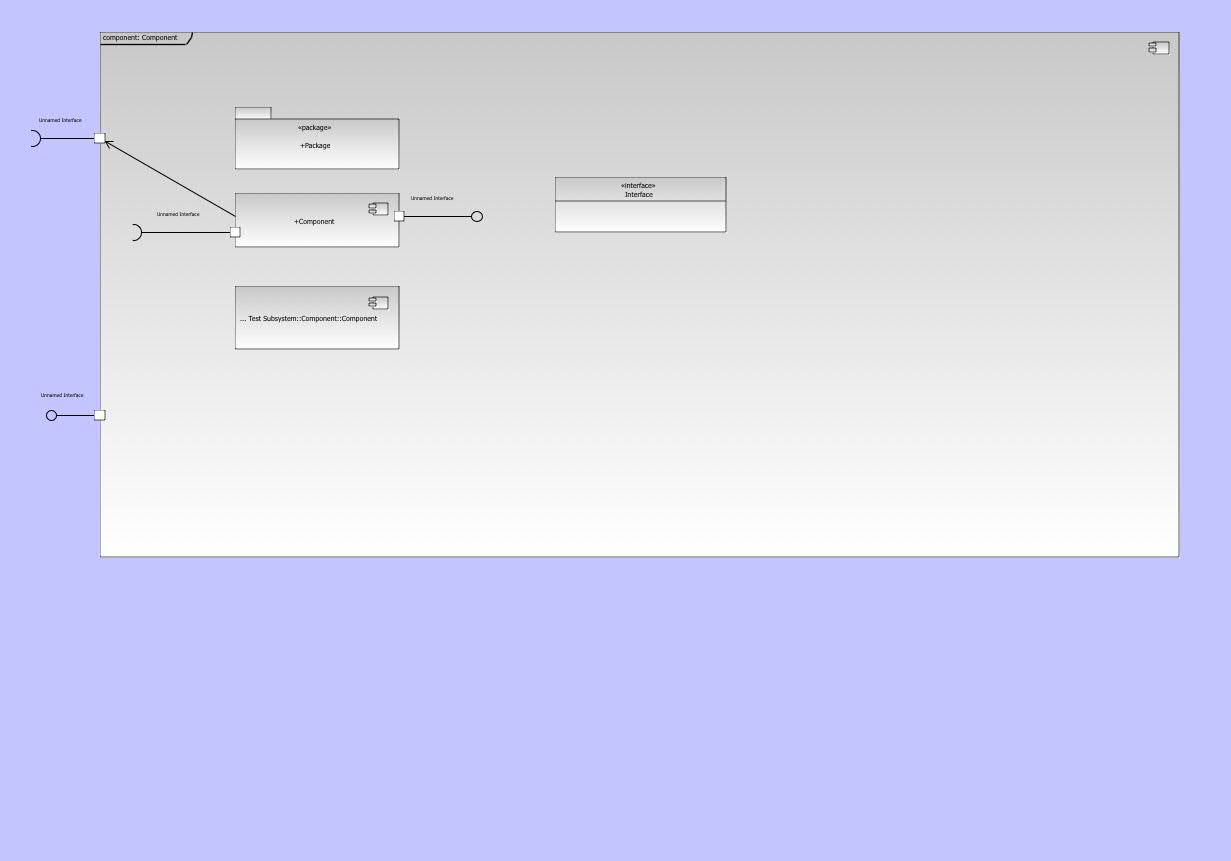 component: Component
Unnamed Interface
«package»
+Package
«interface»
Interface
Unnamed Interface
Unnamed Interface
+Component
... Test Subsystem::Component::Component
Unnamed Interface